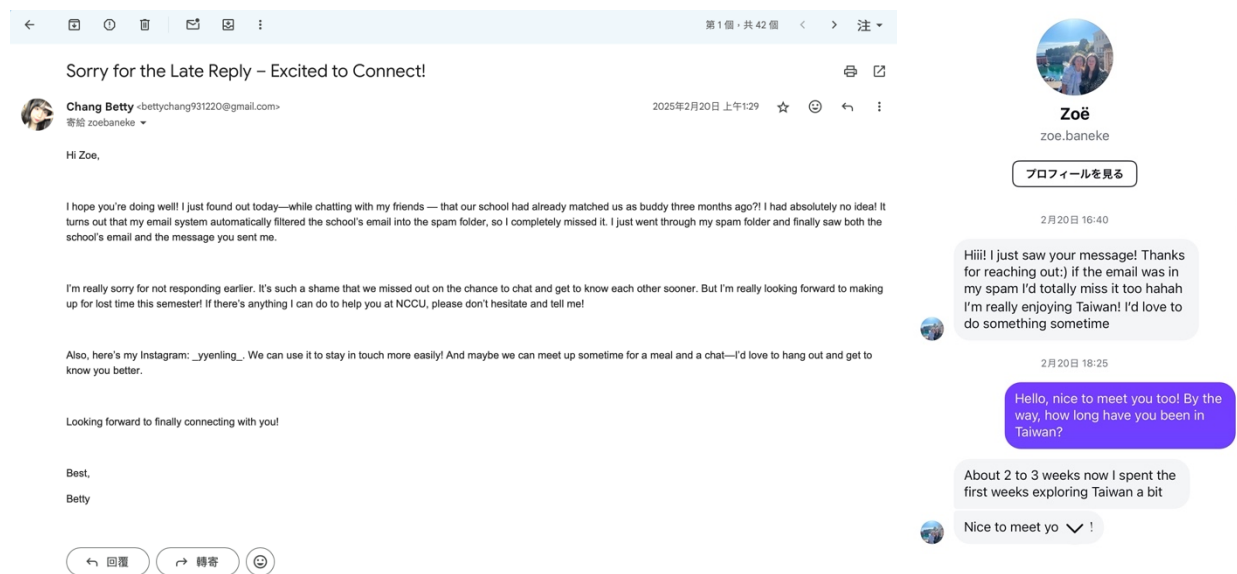 第 1 個，共 42 個
注
Sorry for the Late Reply – Excited to Connect!
Chang Betty <bettychang931220@gmail.com>
2025年2月20日 上午1:29
寄給 zoebaneke
Hi Zoe,
I hope you're doing well! I just found out today—while chatting with my friends — that our school had already matched us as buddy three months ago?! I had absolutely no idea! It
turns out that my email system automatically filtered the school's email into the spam folder, so I completely missed it. I just went through my spam folder and finally saw both the
school's email and the message you sent me.
I'm really sorry for not responding earlier. It's such a shame that we missed out on the chance to chat and get to know each other sooner. But I'm really looking forward to making
up for lost time this semester! If there's anything I can do to help you at NCCU, please don't hesitate and tell me!
Also, here's my Instagram: _yyenling_. We can use it to stay in touch more easily! And maybe we can meet up sometime for a meal and a chat—I'd love to hang out and get to
know you better.
Looking forward to finally connecting with you!
Best,
Betty
回覆
轉寄
Zoë
zoe.baneke
プロフィールを見る
2月20日 16:40
Hiii! I just saw your message! Thanks
for reaching out:) if the email was in
my spam I'd totally miss it too hahah
I'm really enjoying Taiwan! I'd love to
do something sometime
2月20日 18:25
Hello, nice to meet you too! By the
way, how long have you been in
Taiwan?
About 2 to 3 weeks now I spent the
first weeks exploring Taiwan a bit
Nice to meet yo !